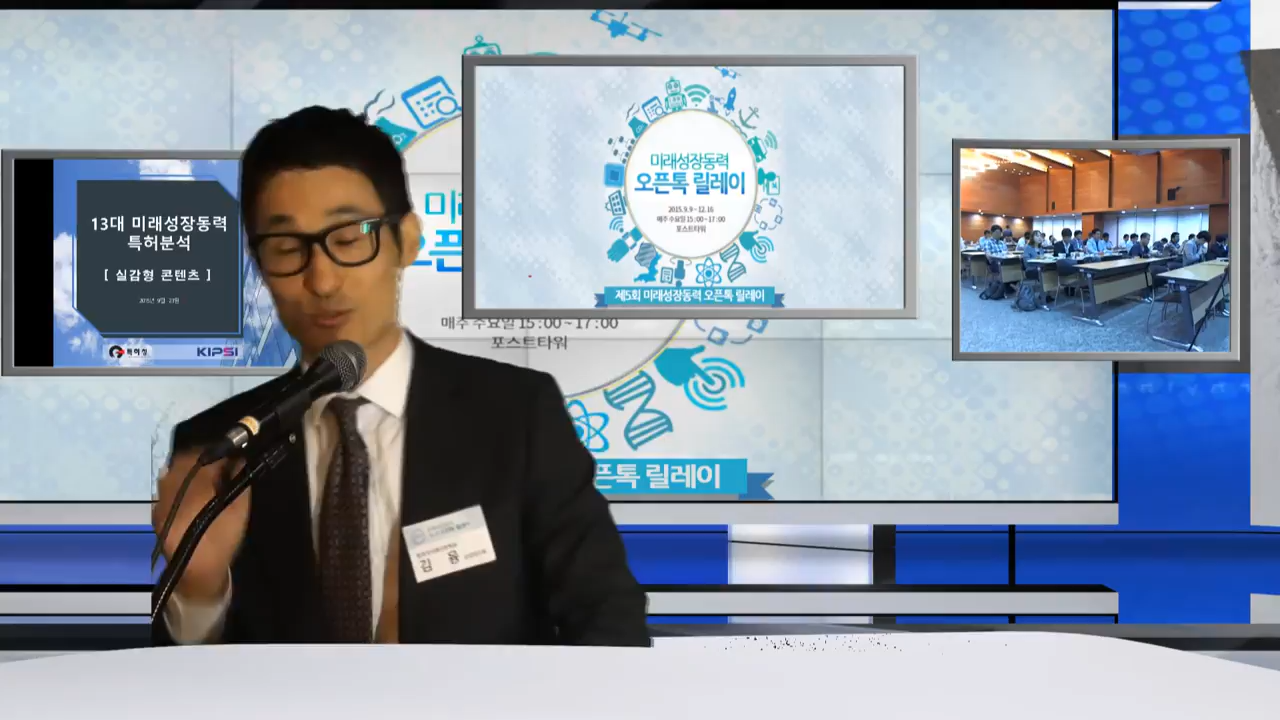 13대 미래성장동력
특허분석
[ 실감형 콘텐츠 ]
특허청
KIPSI
미래성장동력
오픈톡 릴레이
2015. 9.9 ~ 12.16
매주 수요일 15:00~17:00
포스트타워
제5회 미래성장동력 오픈톡 릴레이
미
오픈
매주 수요일 15:00~17:00
포스트타워
픈톡 릴레이
김 용